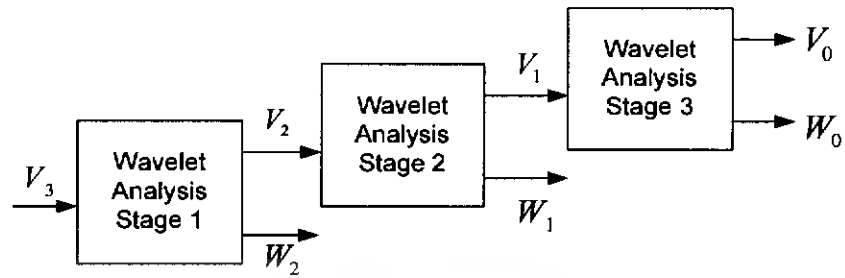 V₃
Wavelet
Analysis
Stage 1
V₂
W₂
Wavelet
Analysis
Stage 2
V₁
W₁
Wavelet
Analysis
Stage 3
V₀
W₀